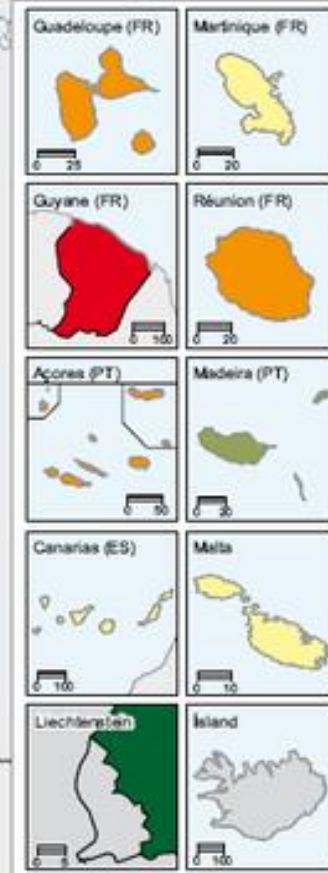 Guadeloupe (FR)
0 25
Martinique (FR)
0 20
Guyane (FR)
0 100
Réunion (FR)
0 20
Açores (PT)
0 50
Madeira (PT)
0 20
Canarias (ES)
0 100
Malta
0 10
Liechtenstein
0 5
Ísland
0 100